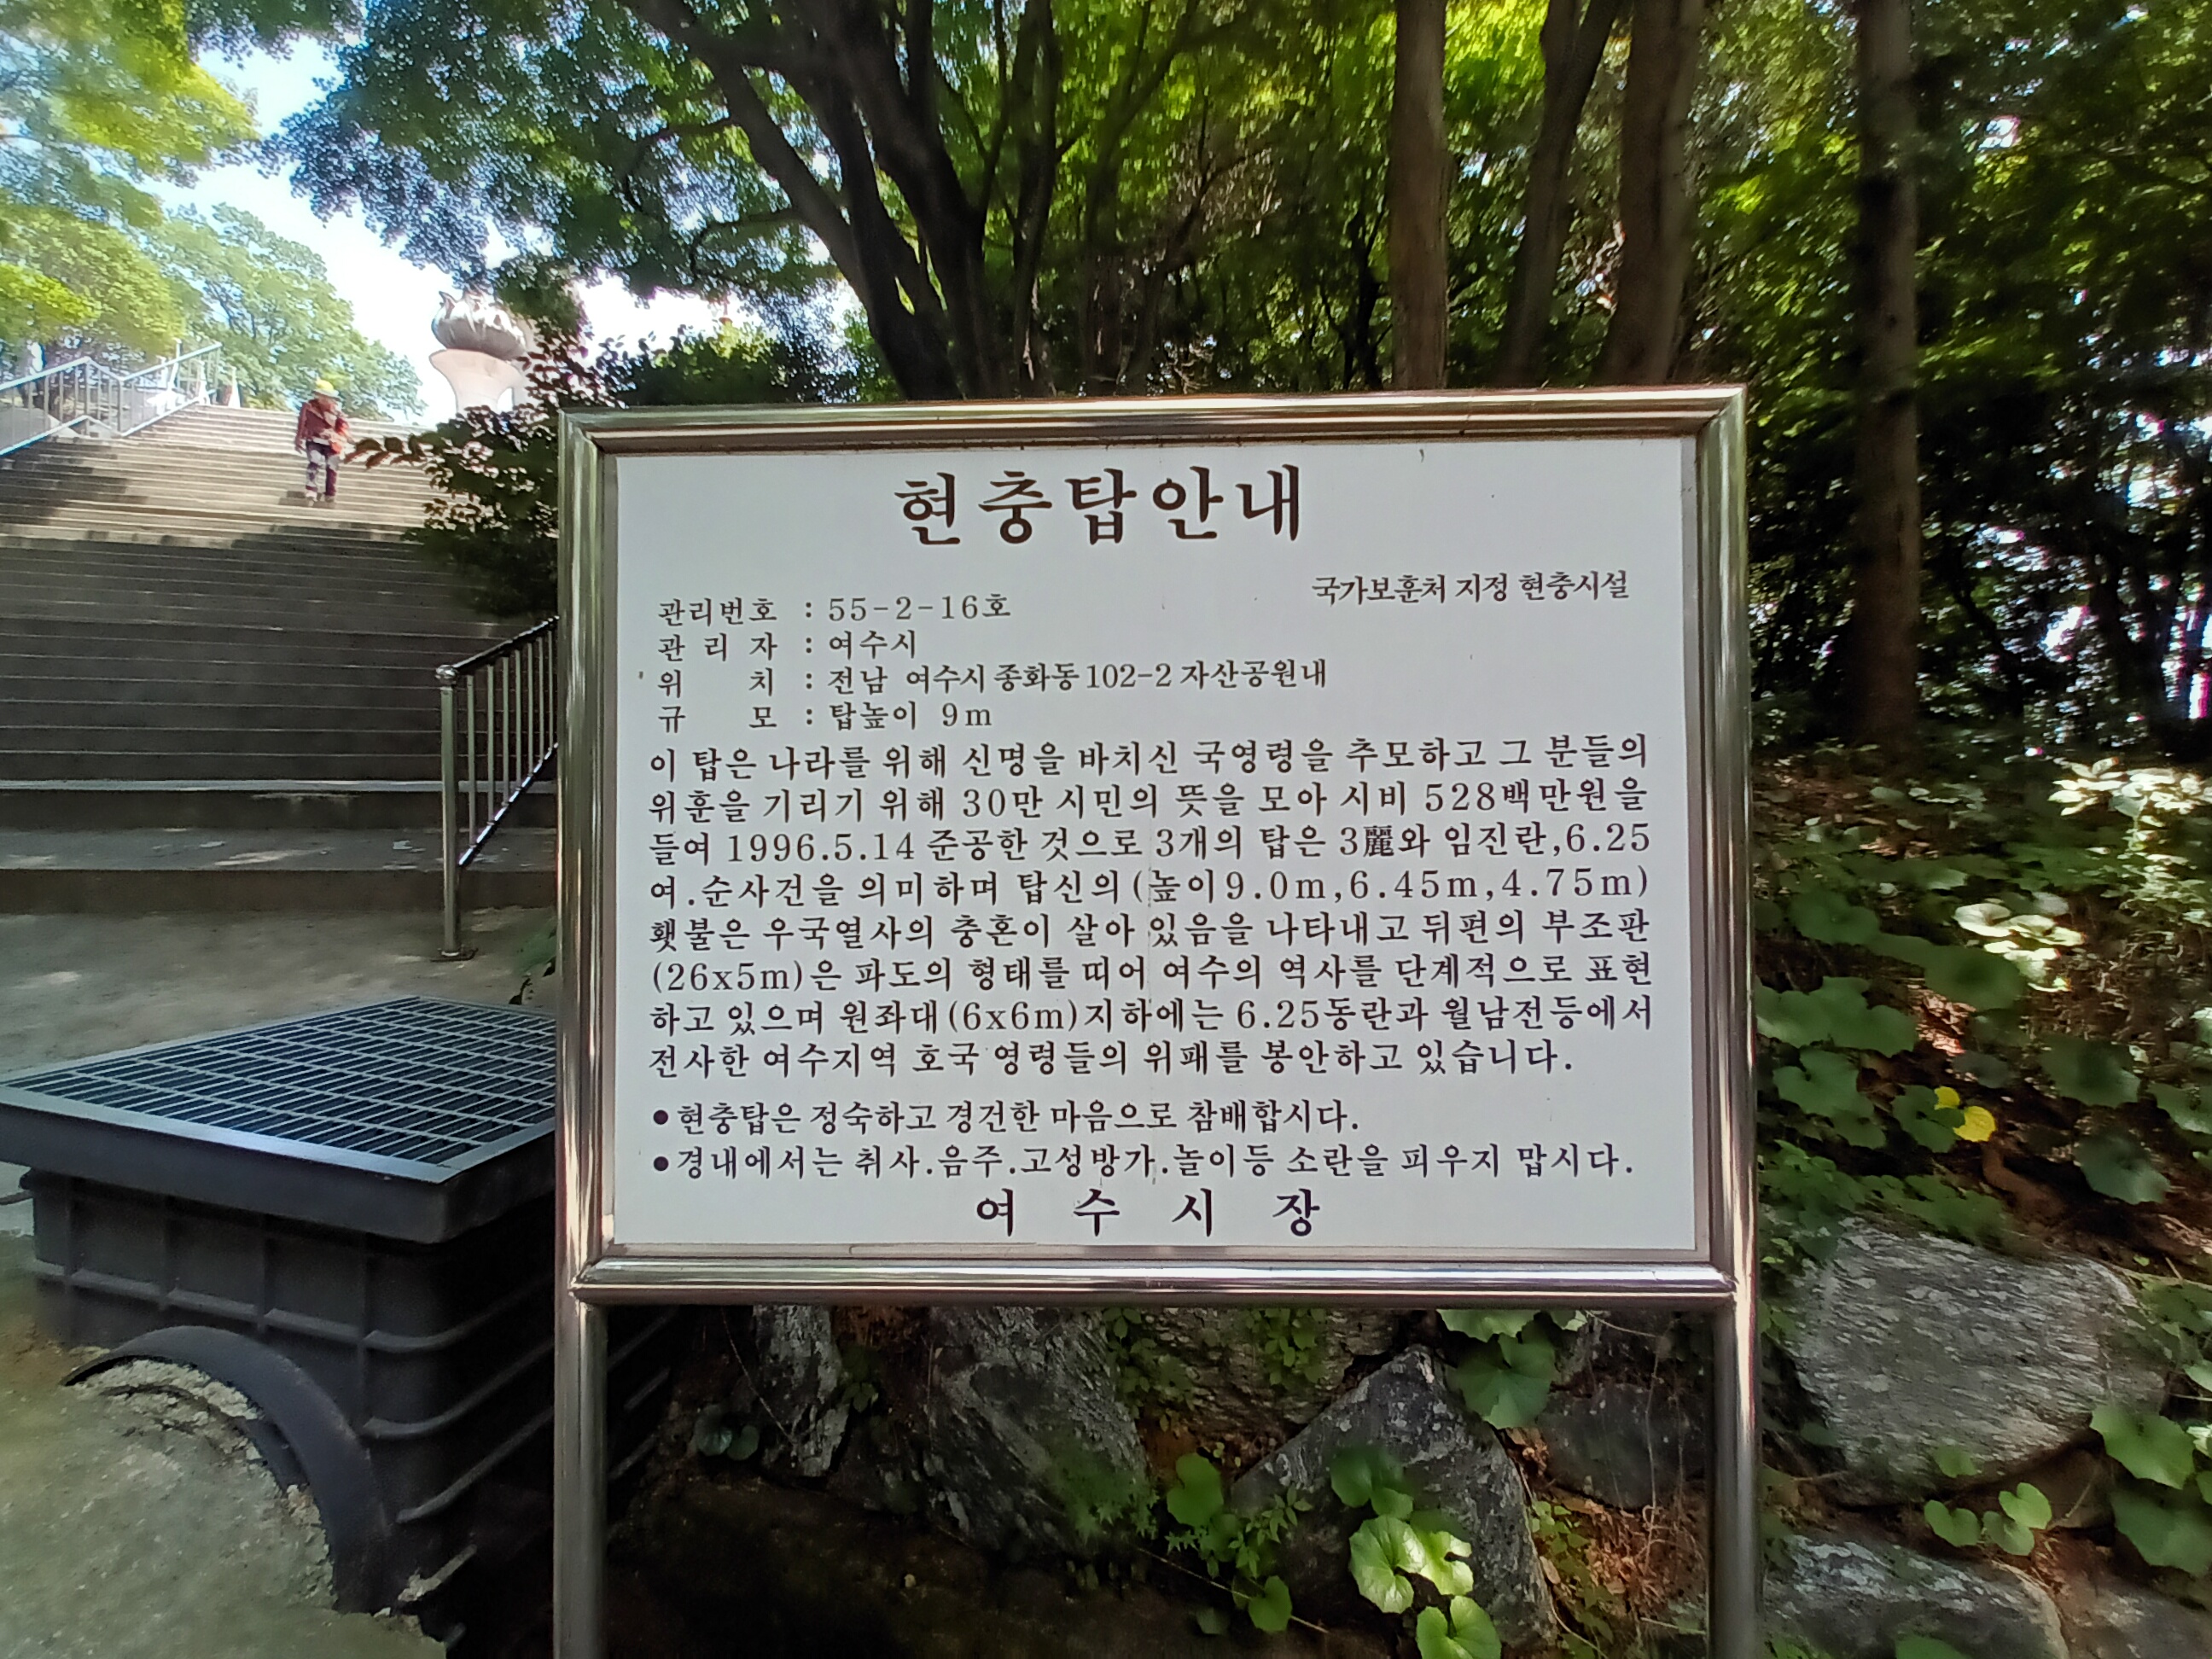 현충탑안내
국가보훈처 지정 현충시설
관리번호 : 55-2-16호
관리자 : 여수시
위치 : 전남 여수시 종화동 102-2 자산공원내
규모 : 탑높이 9m
이 탑은 나라를 위해 신명을 바치신 국영령을 추모하고 그 분들의
위훈을 기리기 위해 30만 시민의 뜻을 모아 시비 528백만원을
들여 1996.5.14 준공한 것으로 3개의 탑은 3麗와 임진란,6.25
여.순사건을 의미하며 탑신의(높이9.0m,6.45m,4.75m)
횃불은 우국열사의 충혼이 살아 있음을 나타내고 뒤편의 부조판
(26x5m)은 파도의 형태를 띠어 여수의 역사를 단계적으로 표현
하고 있으며 원좌대(6x6m)지하에는 6.25동란과 월남전등에서
전사한 여수지역 호국 영령들의 위패를 봉안하고 있습니다.
●현충탑은 정숙하고 경건한 마음으로 참배합시다.
●경내에서는 취사.음주.고성방가.놀이등 소란을 피우지 맙시다.
여수시장